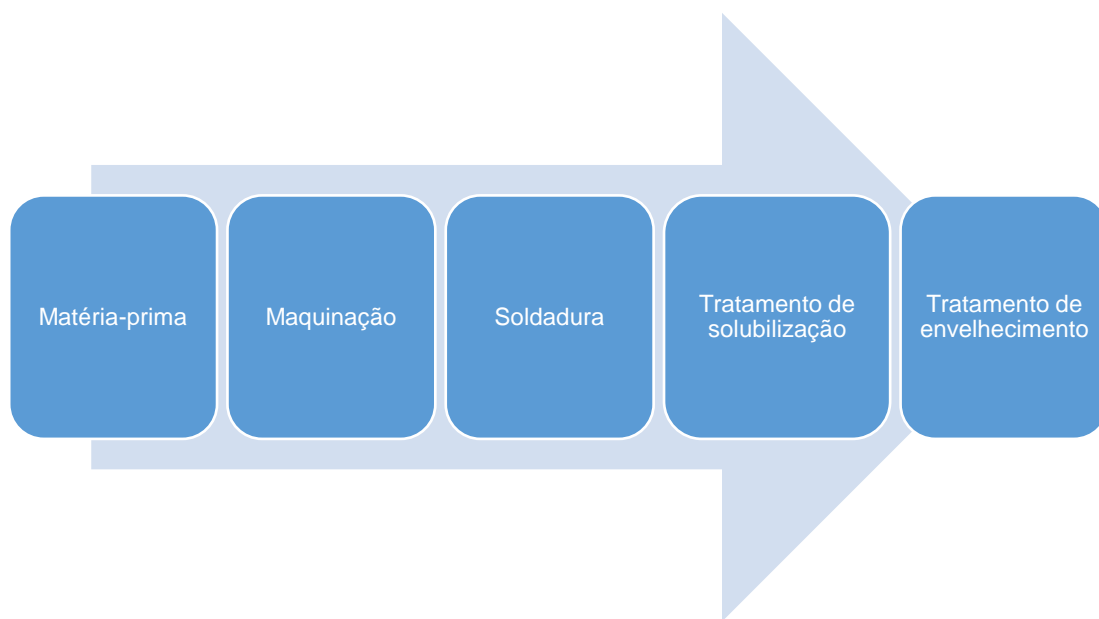 Matéria-prima
Maquinação
Soldadura
Tratamento de
solubilização
Tratamento de
envelhecimento